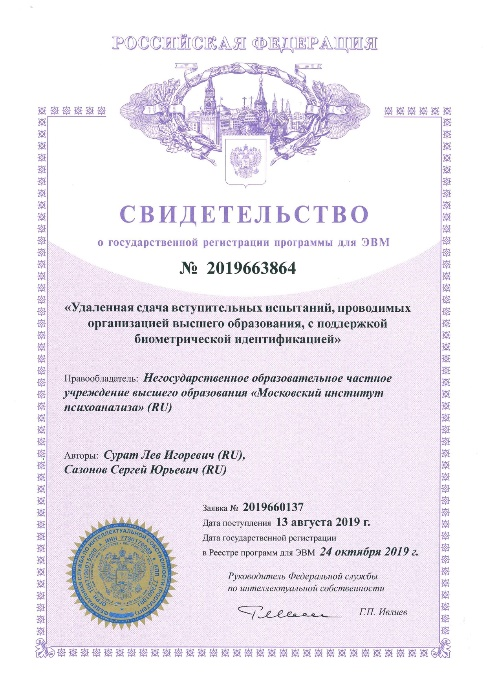 РОССИЙСКАЯ ФЕДЕРАЦИЯ
СВИДЕТЕЛЬСТВО
о государственной регистрации программы для ЭВМ
№ 2019663864
«Удаленная сдача вступительных испытаний, проводимых
организацией высшего образования, с поддержкой
биометрической идентификацией»
Правообладатель: Негосударственное образовательное частное
учреждение высшего образования «Московский институт
психоанализа» (RU)
Авторы: Сурат Лев Игоревич (RU),
Сазонов Сергей Юрьевич (RU)
Заявка № 2019660137
Дата поступления 13 августа 2019 г.
Дата государственной регистрации
в Реестре программ для ЭВМ 24 октября 2019 г.
Руководитель Федеральной службы
по интеллектуальной собственности
Г.П. Ивлиев